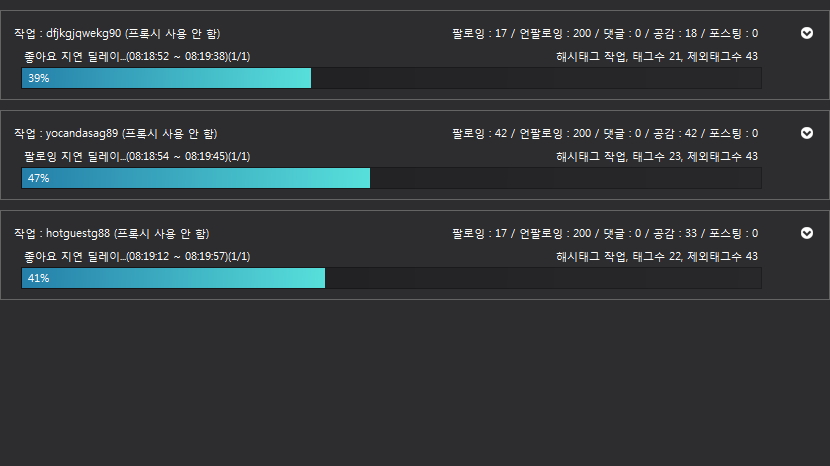 작업 : dfjkgjqwekg90 (프록시 사용 안 함) 팔로잉 : 17 / 언팔로잉 : 200 / 댓글 : 0 / 공감 : 18 / 포스팅 : 0
좋아요 지연 딜레이...(08:18:52 ~ 08:19:38)(1/1) 해시태그 작업, 태그수 21, 제외태그수 43
39%
작업 : yocandasag89 (프록시 사용 안 함) 팔로잉 : 42 / 언팔로잉 : 200 / 댓글 : 0 / 공감 : 42 / 포스팅 : 0
팔로잉 지연 딜레이...(08:18:54 ~ 08:19:45)(1/1) 해시태그 작업, 태그수 23, 제외태그수 43
47%
작업 : hotguestg88 (프록시 사용 안 함) 팔로잉 : 17 / 언팔로잉 : 200 / 댓글 : 0 / 공감 : 33 / 포스팅 : 0
좋아요 지연 딜레이...(08:19:12 ~ 08:19:57)(1/1) 해시태그 작업, 태그수 22, 제외태그수 43
41%